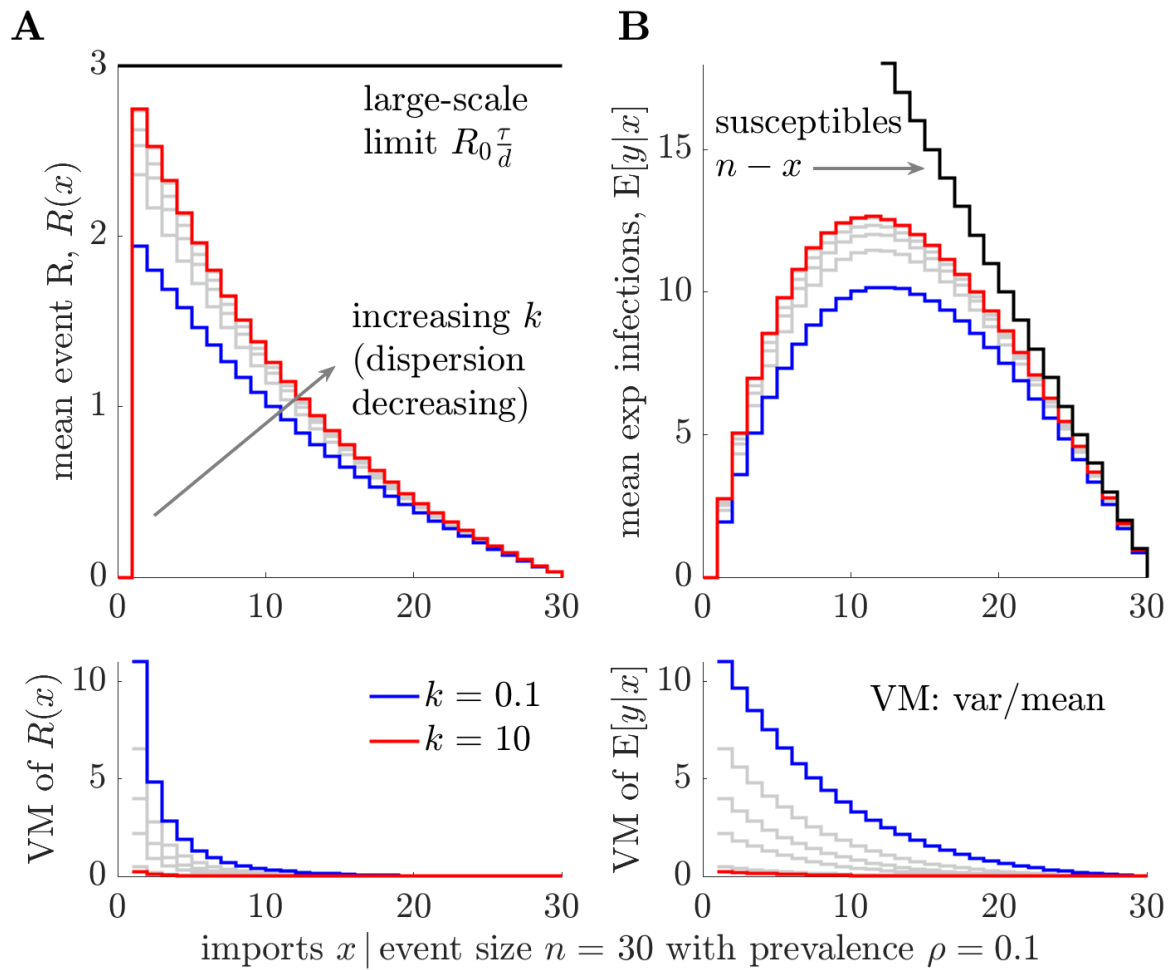 A
mean event R, R(x)
3
2
1
0
0
10
20
30
large-scale
limit R₀ τ/d
increasing k
(dispersion
decreasing)
B
mean exp infections, E[y|x]
15
10
5
0
0
10
20
30
susceptibles
n − x
VM of R(x)
10
5
0
0
10
20
30
k = 0.1
k = 10
VM of E[y|x]
10
5
0
0
10
20
30
VM: var/mean
imports x | event size n = 30 with prevalence ρ = 0.1